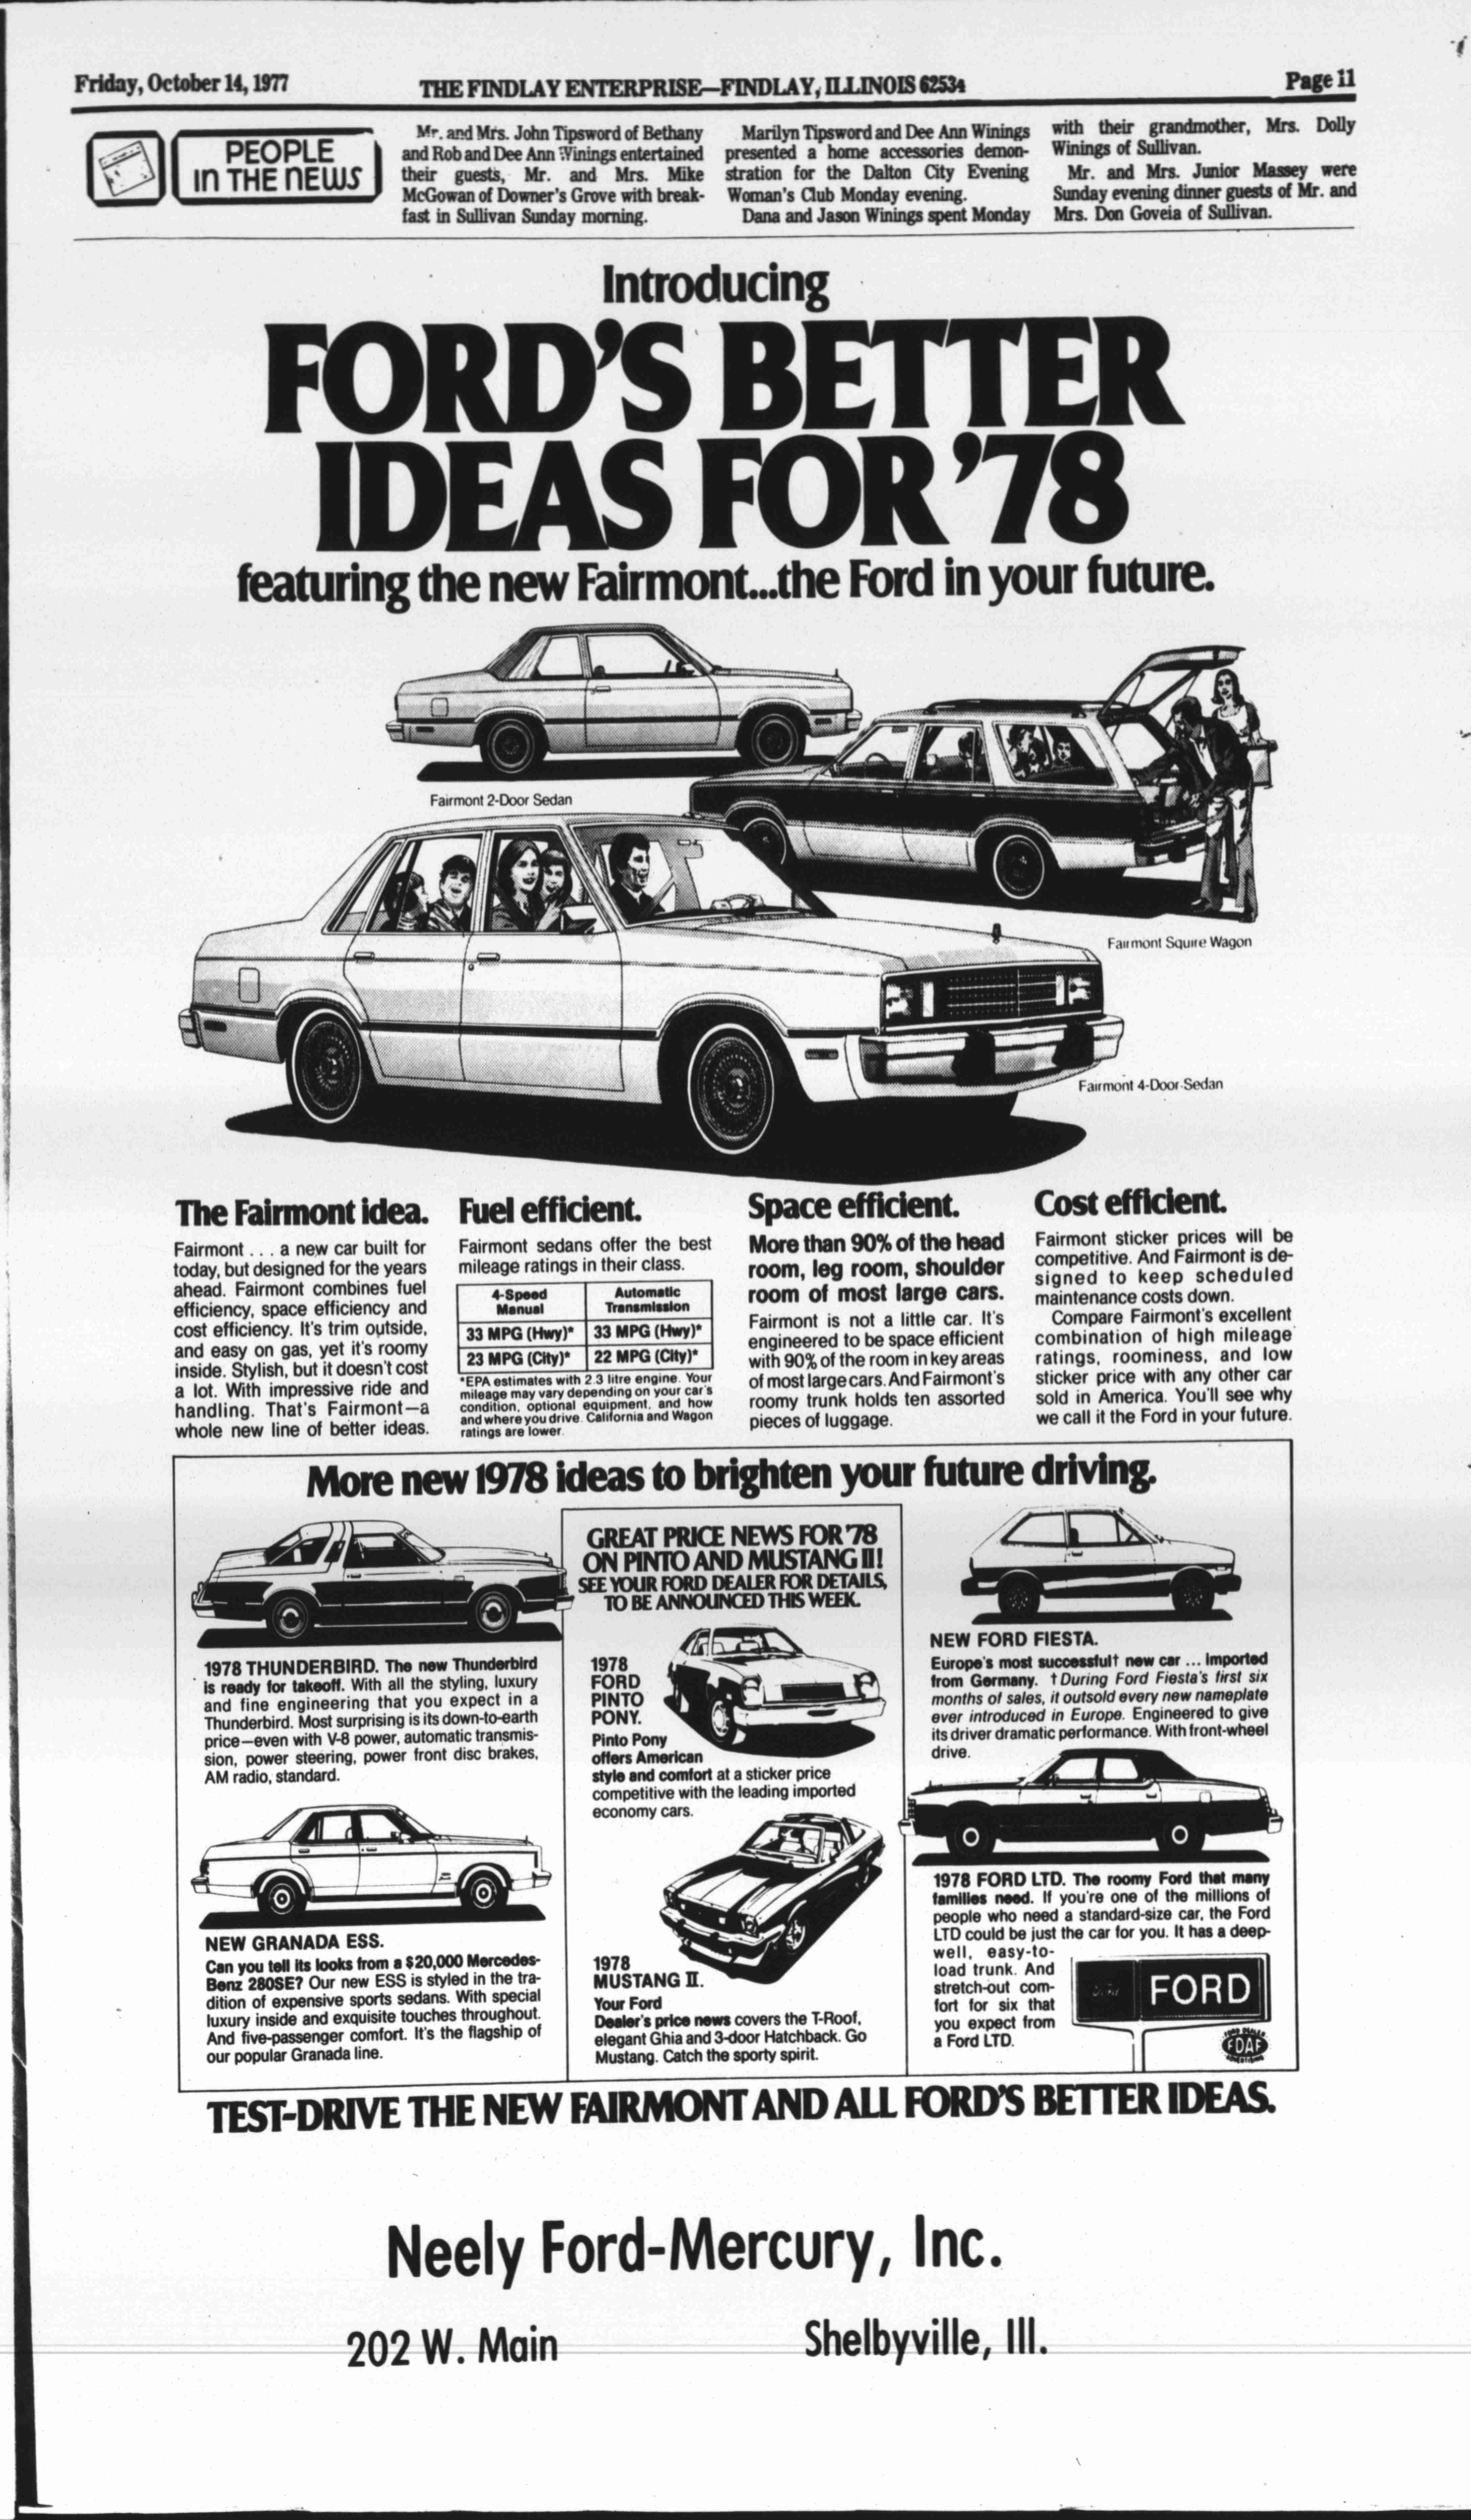 Friday, October 14, 1977
THE FINDLAY ENTERPRISE—FINDLAY, ILLINOIS 62534
Page 11
PEOPLE
IN THE NEWS
Mr. and Mrs. John Tipsword of Bethany
and Rob and Dee Ann Winings entertained
their guests, Mr. and Mrs. Mike
McGowan of Downer's Grove with break-
fast in Sullivan Sunday morning.
Marilyn Tipsword and Dee Ann Winings
presented a home accessories demon-
stration for the Dalton City Evening
Woman's Club Monday evening.
Dana and Jason Winings spent Monday
with their grandmother, Mrs. Dolly
Winings of Sullivan.
Mr. and Mrs. Junior Massey were
Sunday evening dinner guests of Mr. and
Mrs. Don Goveia of Sullivan.
Introducing
FORD'S BETTER
IDEAS FOR '78
featuring the new Fairmont...the Ford in your future.
Fairmont 2-Door Sedan
Fairmont Squire Wagon
Fairmont 4-Door Sedan
The Fairmont idea.
Fairmont . . . a new car built for
today, but designed for the years
ahead. Fairmont combines fuel
efficiency, space efficiency and
cost efficiency. It's trim outside,
and easy on gas, yet it's roomy
inside. Stylish, but it doesn't cost
a lot. With impressive ride and
handling. That's Fairmont—a
whole new line of better ideas.
Fuel efficient.
Fairmont sedans offer the best
mileage ratings in their class.
4-Speed Manual
Automatic Transmission
33 MPG (Hwy)* 33 MPG (Hwy)*
23 MPG (City)* 22 MPG (City)*
*EPA estimates with 2.3 litre engine. Your
mileage may vary depending on your car's
condition, optional equipment, and how
and where you drive. California and Wagon
ratings are lower.
Space efficient.
More than 90% of the head
room, leg room, shoulder
room of most large cars.
Fairmont is not a little car. It's
engineered to be space efficient
with 90% of the room in key areas
of most large cars. And Fairmont's
roomy trunk holds ten assorted
pieces of luggage.
Cost efficient.
Fairmont sticker prices will be
competitive. And Fairmont is de-
signed to keep scheduled
maintenance costs down.
Compare Fairmont's excellent
combination of high mileage
ratings, roominess, and low
sticker price with any other car
sold in America. You'll see why
we call it the Ford in your future.
More new 1978 ideas to brighten your future driving.
1978 THUNDERBIRD. The new Thunderbird
is ready for takeoff. With all the styling, luxury
and fine engineering that you expect in a
Thunderbird. Most surprising is its down-to-earth
price—even with V-8 power, automatic transmis-
sion, power steering, power front disc brakes,
AM radio, standard.
NEW GRANADA ESS.
Can you tell its looks from a $20,000 Mercedes-
Benz 280SE? Our new ESS is styled in the tra-
dition of expensive sports sedans. With special
luxury inside and exquisite touches throughout.
And five-passenger comfort. It's the flagship of
our popular Granada line.
GREAT PRICE NEWS FOR '78
ON PINTO AND MUSTANG II!
SEE YOUR FORD DEALER FOR DETAILS,
TO BE ANNOUNCED THIS WEEK.
1978
FORD
PINTO
PONY.
Pinto Pony
offers American
style and comfort at a sticker price
competitive with the leading imported
economy cars.
1978
MUSTANG II.
Your Ford
Dealer's price news covers the T-Roof,
elegant Ghia and 3-door Hatchback. Go
Mustang. Catch the sporty spirit.
NEW FORD FIESTA.
Europe's most successful† new car ... Imported
from Germany. †During Ford Fiesta's first six
months of sales, it outsold every new nameplate
ever introduced in Europe. Engineered to give
its driver dramatic performance. With front-wheel
drive.
1978 FORD LTD. The roomy Ford that many
families need. If you're one of the millions of
people who need a standard-size car, the Ford
LTD could be just the car for you. It has a deep-
well, easy-to-
load trunk. And
stretch-out com-
fort for six that
you expect from
a Ford LTD.
FORD
FDAF
TEST-DRIVE THE NEW FAIRMONT AND ALL FORD'S BETTER IDEAS.
Neely Ford-Mercury, Inc.
202 W. Main
Shelbyville, Ill.